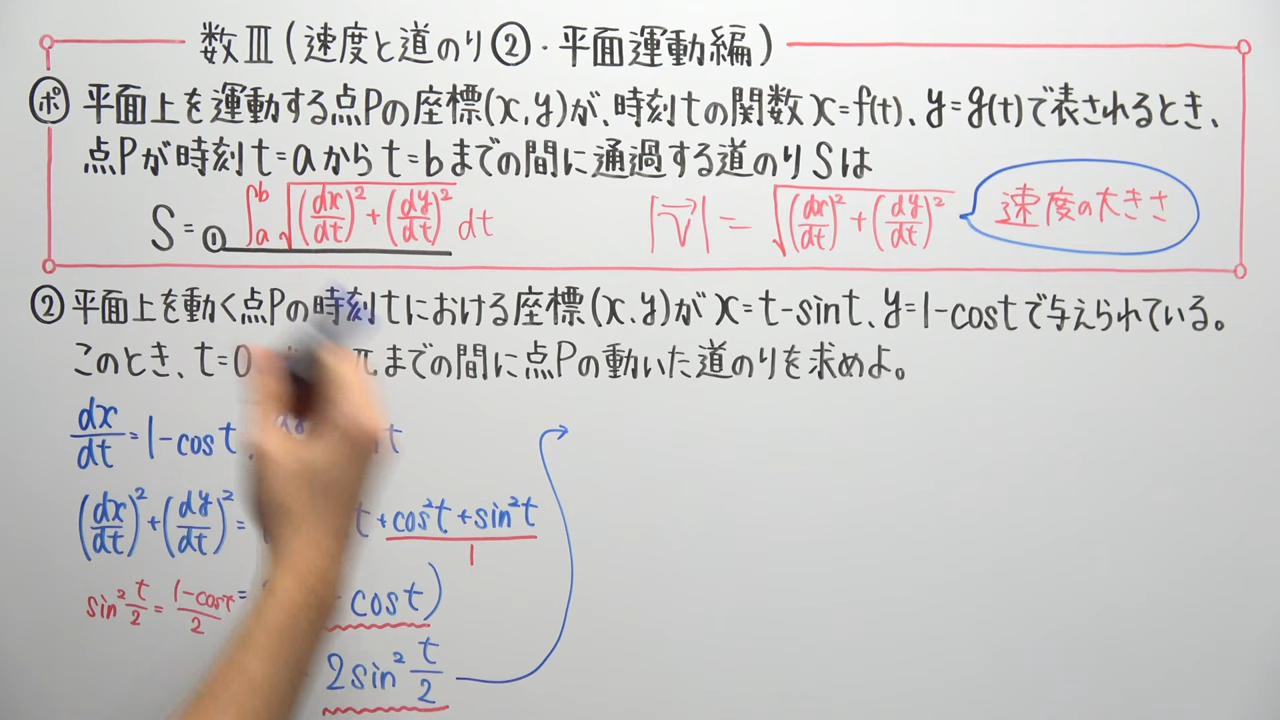 数Ⅲ(速度と道のり②・平面運動編)
ポ 平面上を運動する点Pの座標(x,y)が、時刻tの関数x=f(t)、y=g(t)で表されるとき、
点Pが時刻t=aからt=bまでの間に通過する道のりSは
S=① ∫_a^b √((dx/dt)²+(dy/dt)²) dt |v→|=√((dx/dt)²+(dy/dt)²) 速度の大きさ
② 平面上を動く点Pの時刻tにおける座標(x,y)がx=t-sint、y=1-costで与えられている。
このとき、t=0 πまでの間に点Pの動いた道のりを求めよ。
dx/dt=1-cost, t
(dx/dt)²+(dy/dt)²= t+cos²t+sin²t
1
sin² t/2=(1-cost)/2 = -cost)
2sin² t/2